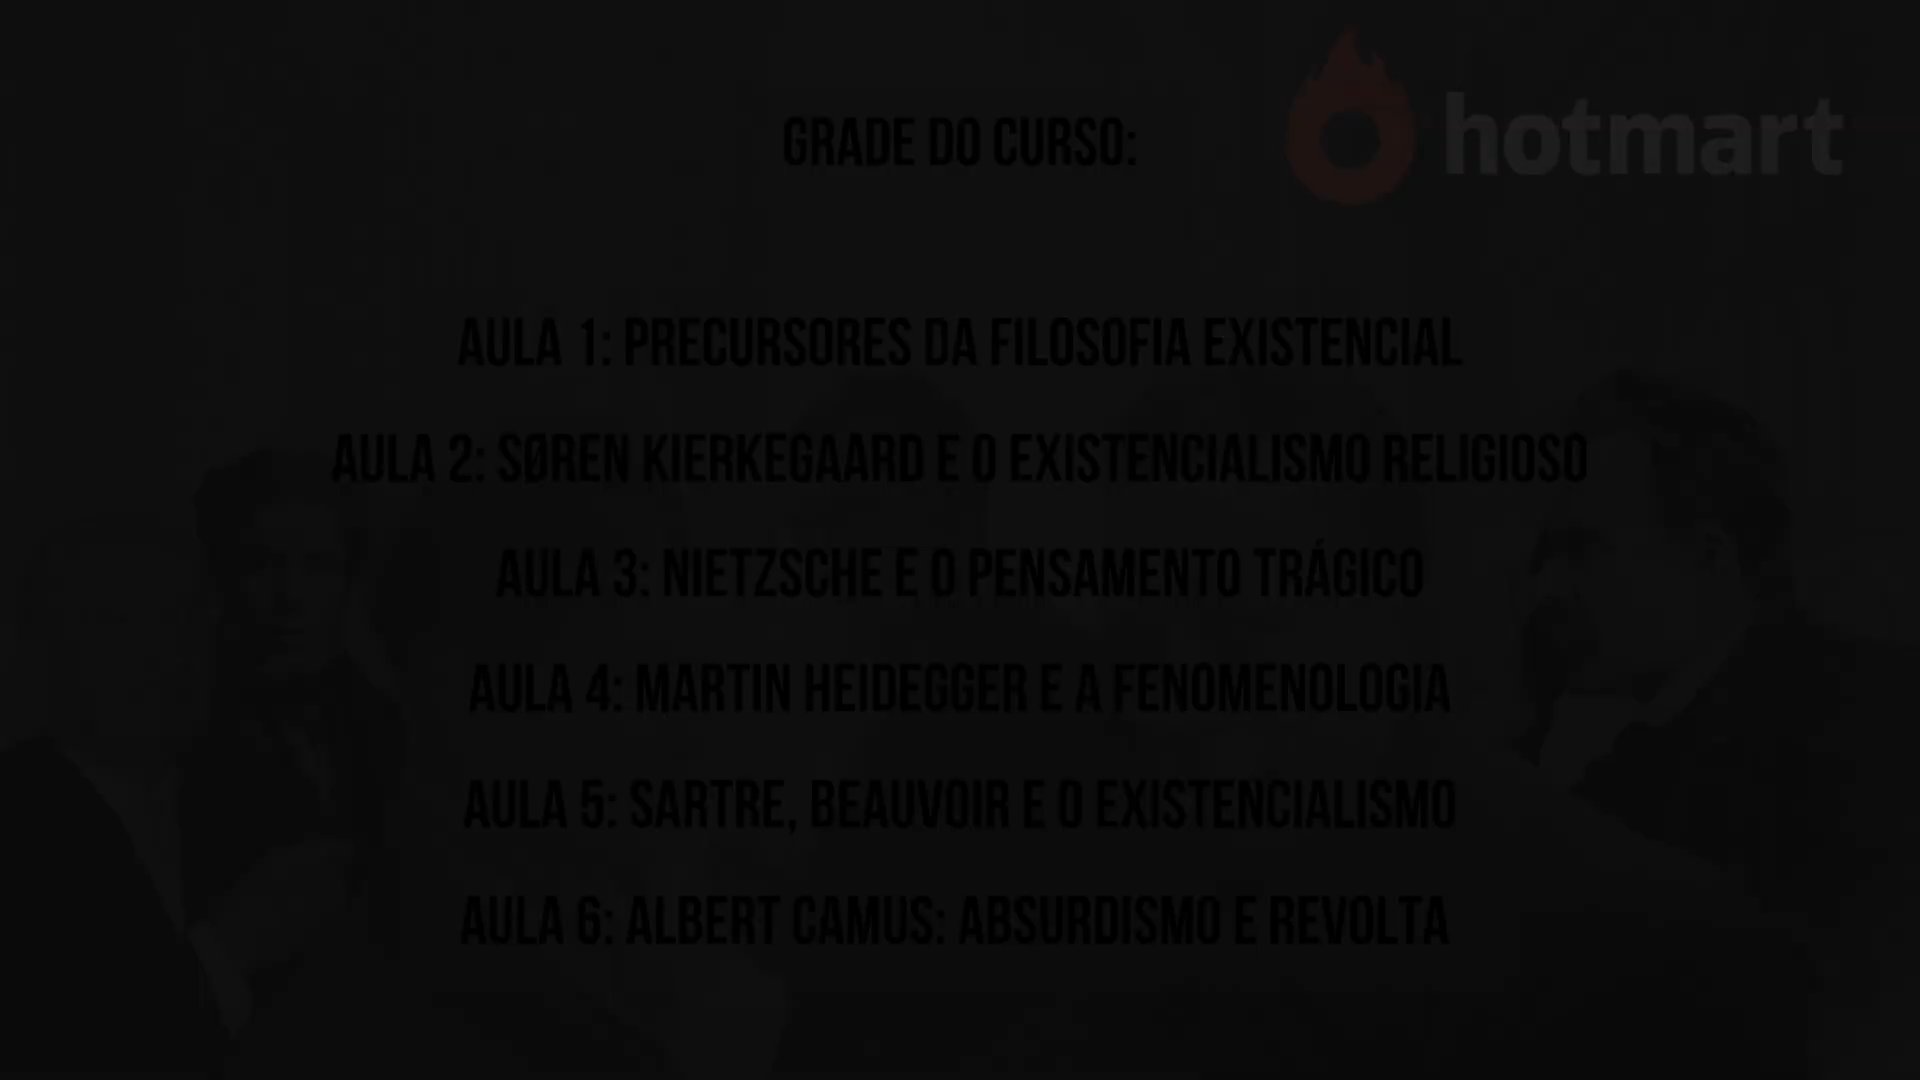 GRADE DO CURSO:
hotmart
AULA 1: PRECURSORES DA FILOSOFIA EXISTENCIAL
AULA 2: SØREN KIERKEGAARD E O EXISTENCIALISMO RELIGIOSO
AULA 3: NIETZSCHE E O PENSAMENTO TRÁGICO
AULA 4: MARTIN HEIDEGGER E A FENOMENOLOGIA
AULA 5: SARTRE, BEAUVOIR E O EXISTENCIALISMO
AULA 6: ALBERT CAMUS: ABSURDISMO E REVOLTA